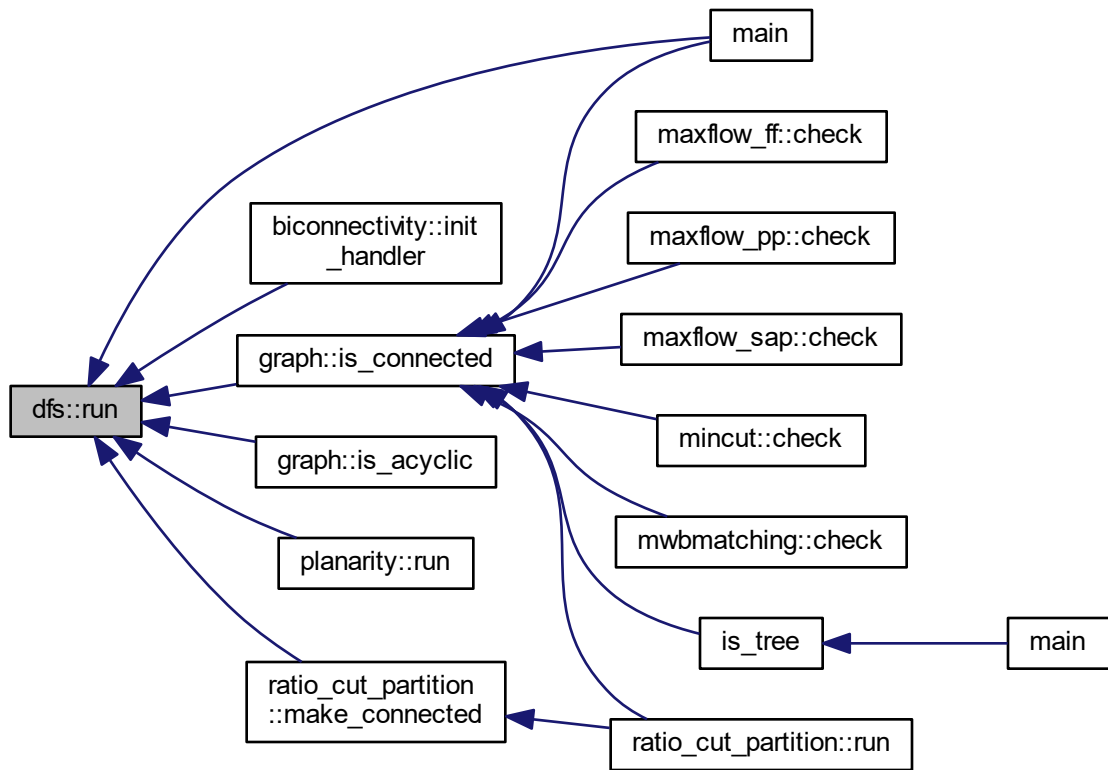 main
maxflow_ff::check
biconnectivity::init
_handler
maxflow_pp::check
graph::is_connected
maxflow_sap::check
dfs::run
mincut::check
graph::is_acyclic
mwbmatching::check
planarity::run
is_tree
main
ratio_cut_partition
::make_connected
ratio_cut_partition::run